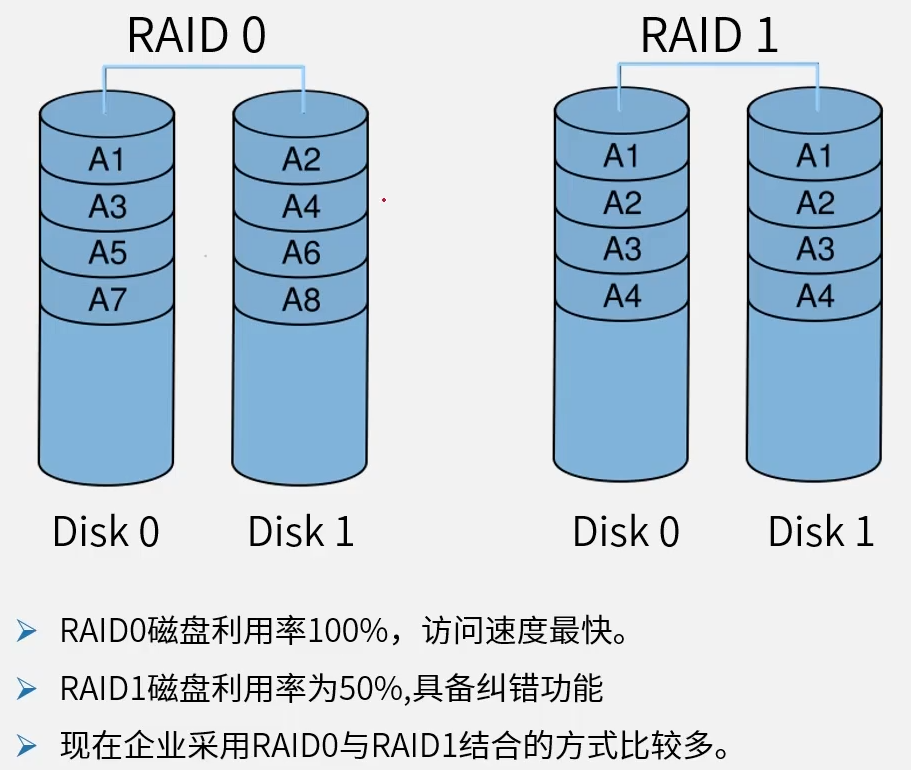 RAID 0
RAID 1
A1 A2 A1 A1
A3 A4 A2 A2
A5 A6 A3 A3
A7 A8 A4 A4
Disk 0 Disk 1 Disk 0 Disk 1
➢ RAID0磁盘利用率100%，访问速度最快。
➢ RAID1磁盘利用率为50%,具备纠错功能
➢ 现在企业采用RAID0与RAID1结合的方式比较多。